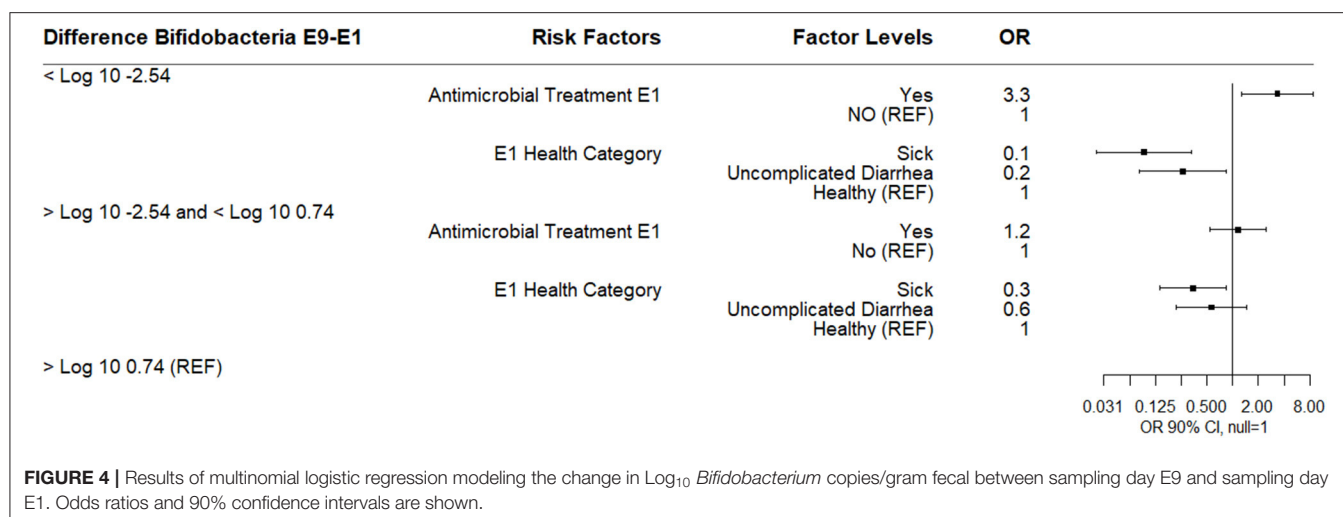 Difference Bifidobacteria E9-E1 Risk Factors Factor Levels OR
< Log 10 -2.54
Antimicrobial Treatment E1 Yes 3.3
NO (REF) 1
E1 Health Category Sick 0.1
Uncomplicated Diarrhea 0.2
Healthy (REF) 1
> Log 10 -2.54 and < Log 10 0.74
Antimicrobial Treatment E1 Yes 1.2
No (REF) 1
E1 Health Category Sick 0.3
Uncomplicated Diarrhea 0.6
Healthy (REF) 1
> Log 10 0.74 (REF)
0.031 0.125 0.500 2.00 8.00
OR 90% CI, null=1
FIGURE 4 | Results of multinomial logistic regression modeling the change in Log10 Bifidobacterium copies/gram fecal between sampling day E9 and sampling day
E1. Odds ratios and 90% confidence intervals are shown.